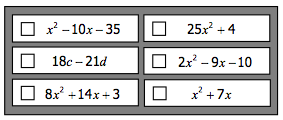 ☐ x² – 10x – 35 ☐ 25x² + 4
☐ 18c – 21d ☐ 2x² – 9x – 10
☐ 8x² + 14x + 3 ☐ x² + 7x